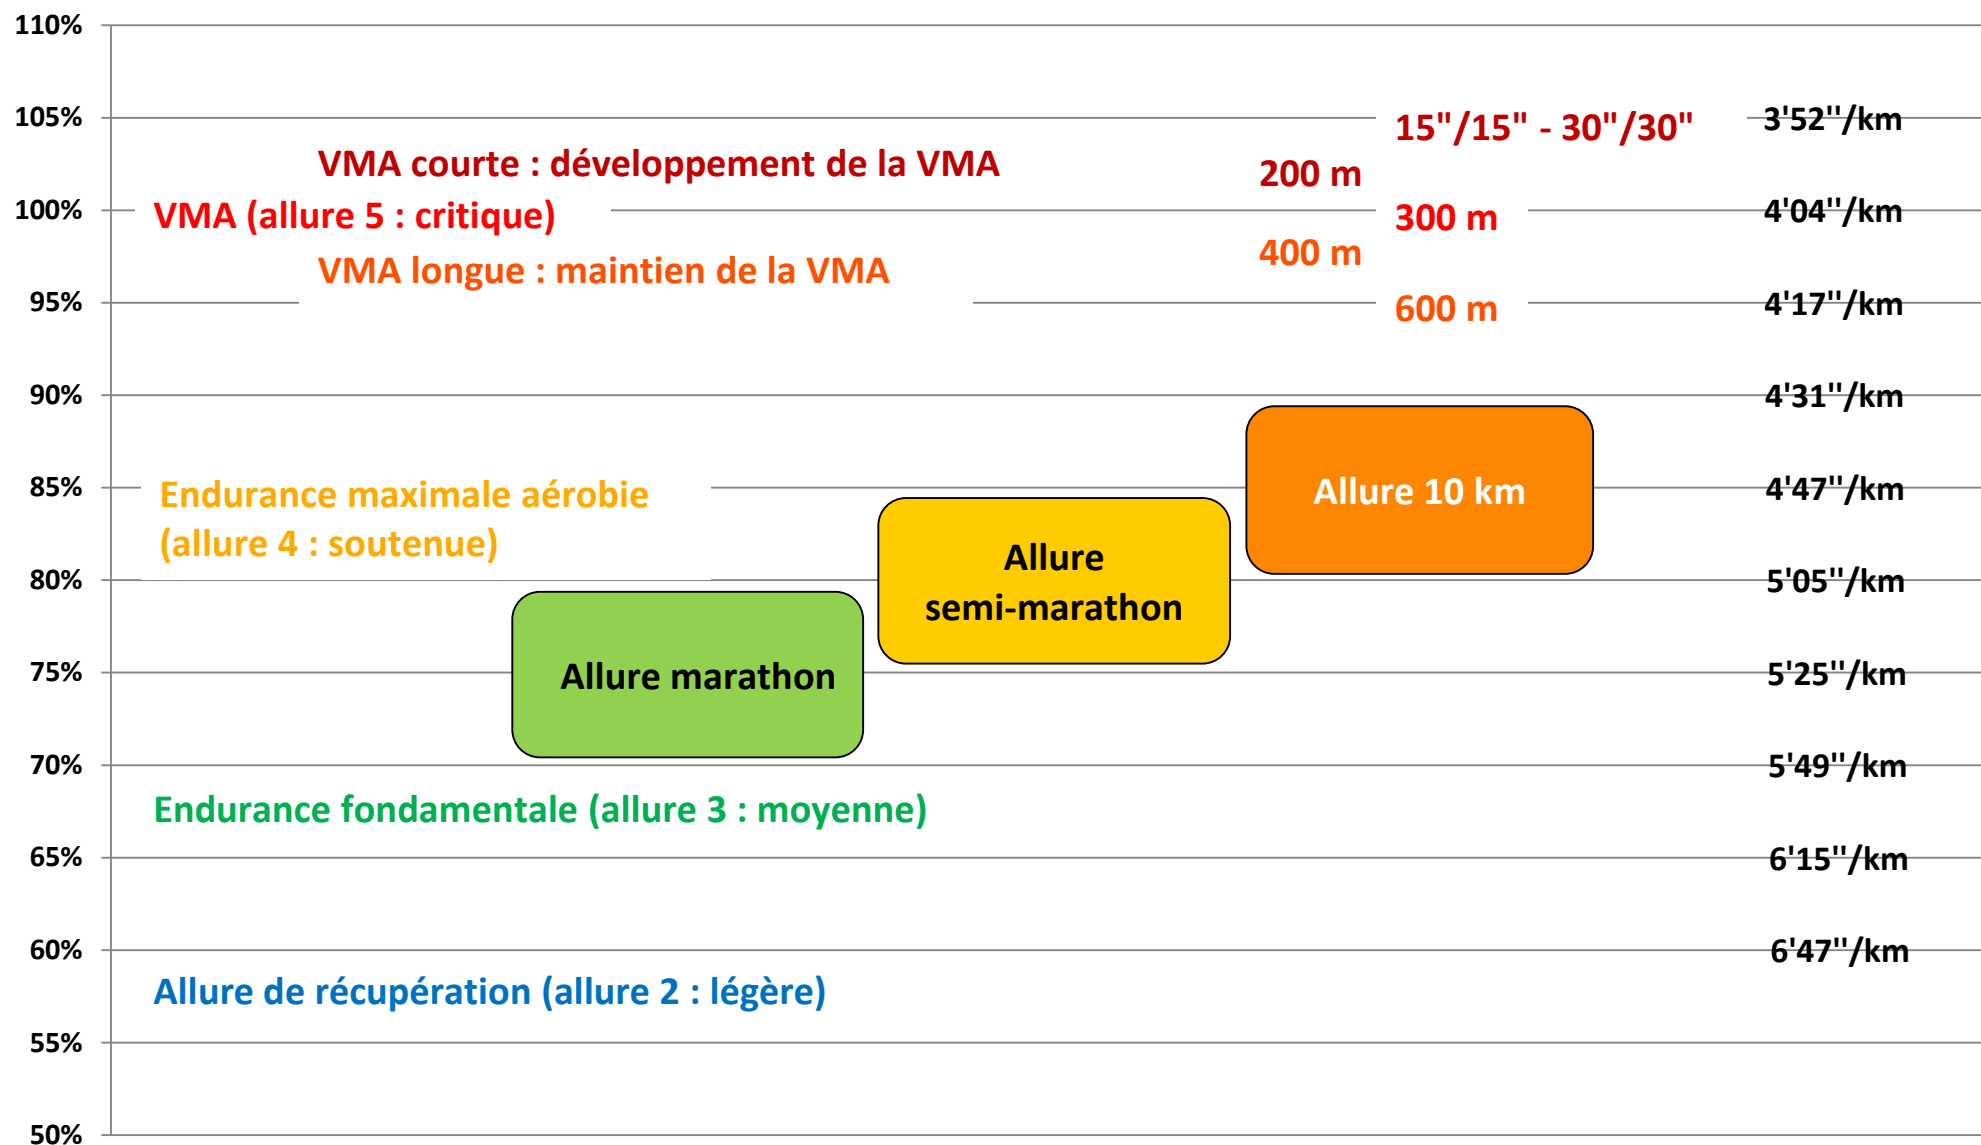 110%
105%
15"/15" - 30"/30"
3'52''/km
VMA courte : développement de la VMA
200 m
100%
VMA (allure 5 : critique)
300 m
4'04''/km
400 m
VMA longue : maintien de la VMA
95%
600 m
4'17''/km
90%
4'31''/km
85%
Endurance maximale aérobie
(allure 4 : soutenue)
Allure 10 km
4'47''/km
Allure
semi-marathon
80%
5'05''/km
75%
Allure marathon
5'25''/km
70%
5'49''/km
Endurance fondamentale (allure 3 : moyenne)
65%
6'15''/km
60%
6'47''/km
Allure de récupération (allure 2 : légère)
55%
50%